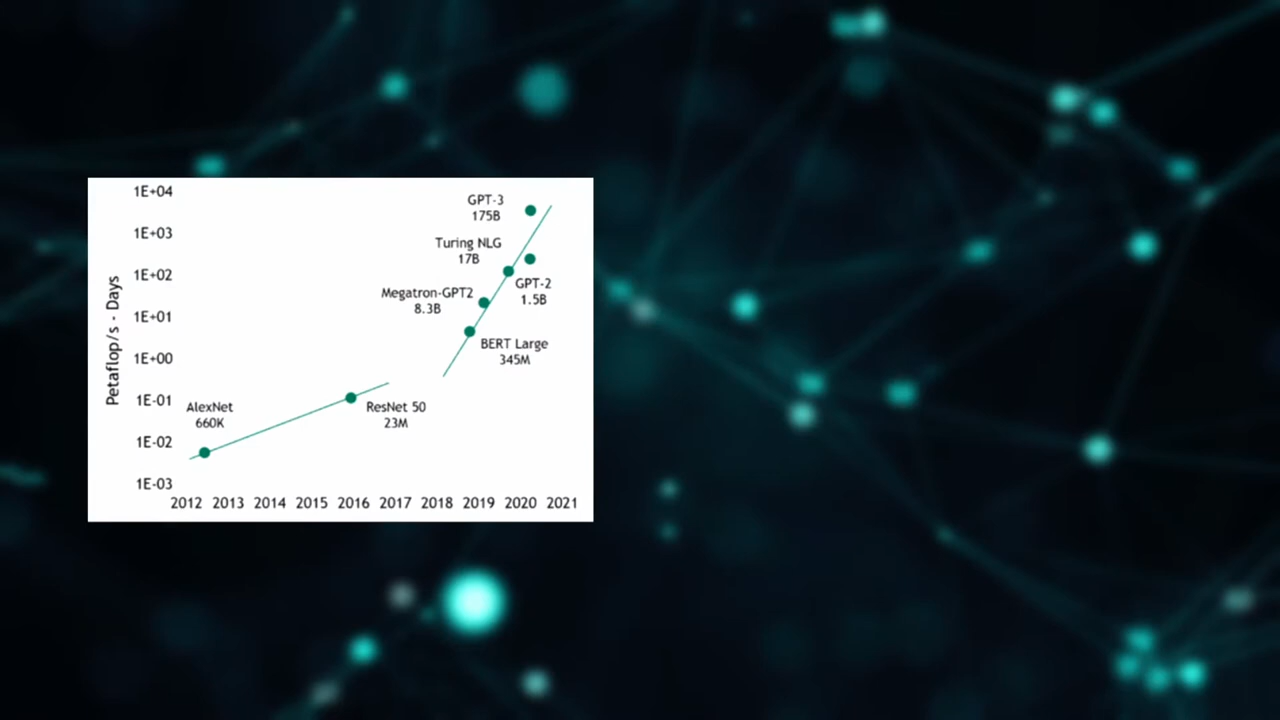 1E+04
1E+03
1E+02
1E+01
1E+00
1E-01
1E-02
1E-03
Petaflop/s - Days
GPT-3
175B
Turing NLG
17B
GPT-2
1.5B
Megatron-GPT2
8.3B
BERT Large
345M
AlexNet
660K
ResNet 50
23M
2012 2013 2014 2015 2016 2017 2018 2019 2020 2021